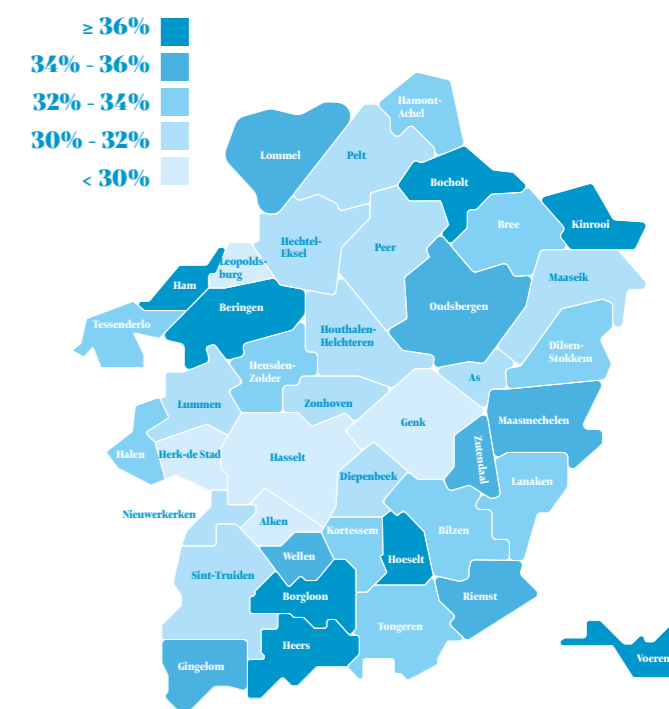 ≥ 36%
34% - 36%
32% - 34%
30% - 32%
< 30%
Hamont-
Achel
Lommel
Pelt
Bocholt
Kinrooi
Bree
Hechtel-
Eksel
Peer
Leopolds-
burg
Maaseik
Ham
Beringen
Oudsbergen
Tessenderlo
Houthalen-
Helchteren
Dilsen-
Stokkem
Heusden-
Zolder
As
Lummen
Zonhoven
Genk
Maasmechelen
Halen
Herk-de Stad
Hasselt
Zutendaal
Diepenbeek
Lanaken
Nieuwerkerken
Alken
Kortessem
Bilzen
Wellen
Hoeselt
Sint-Truiden
Borgloon
Riemst
Tongeren
Heers
Voeren
Gingelom